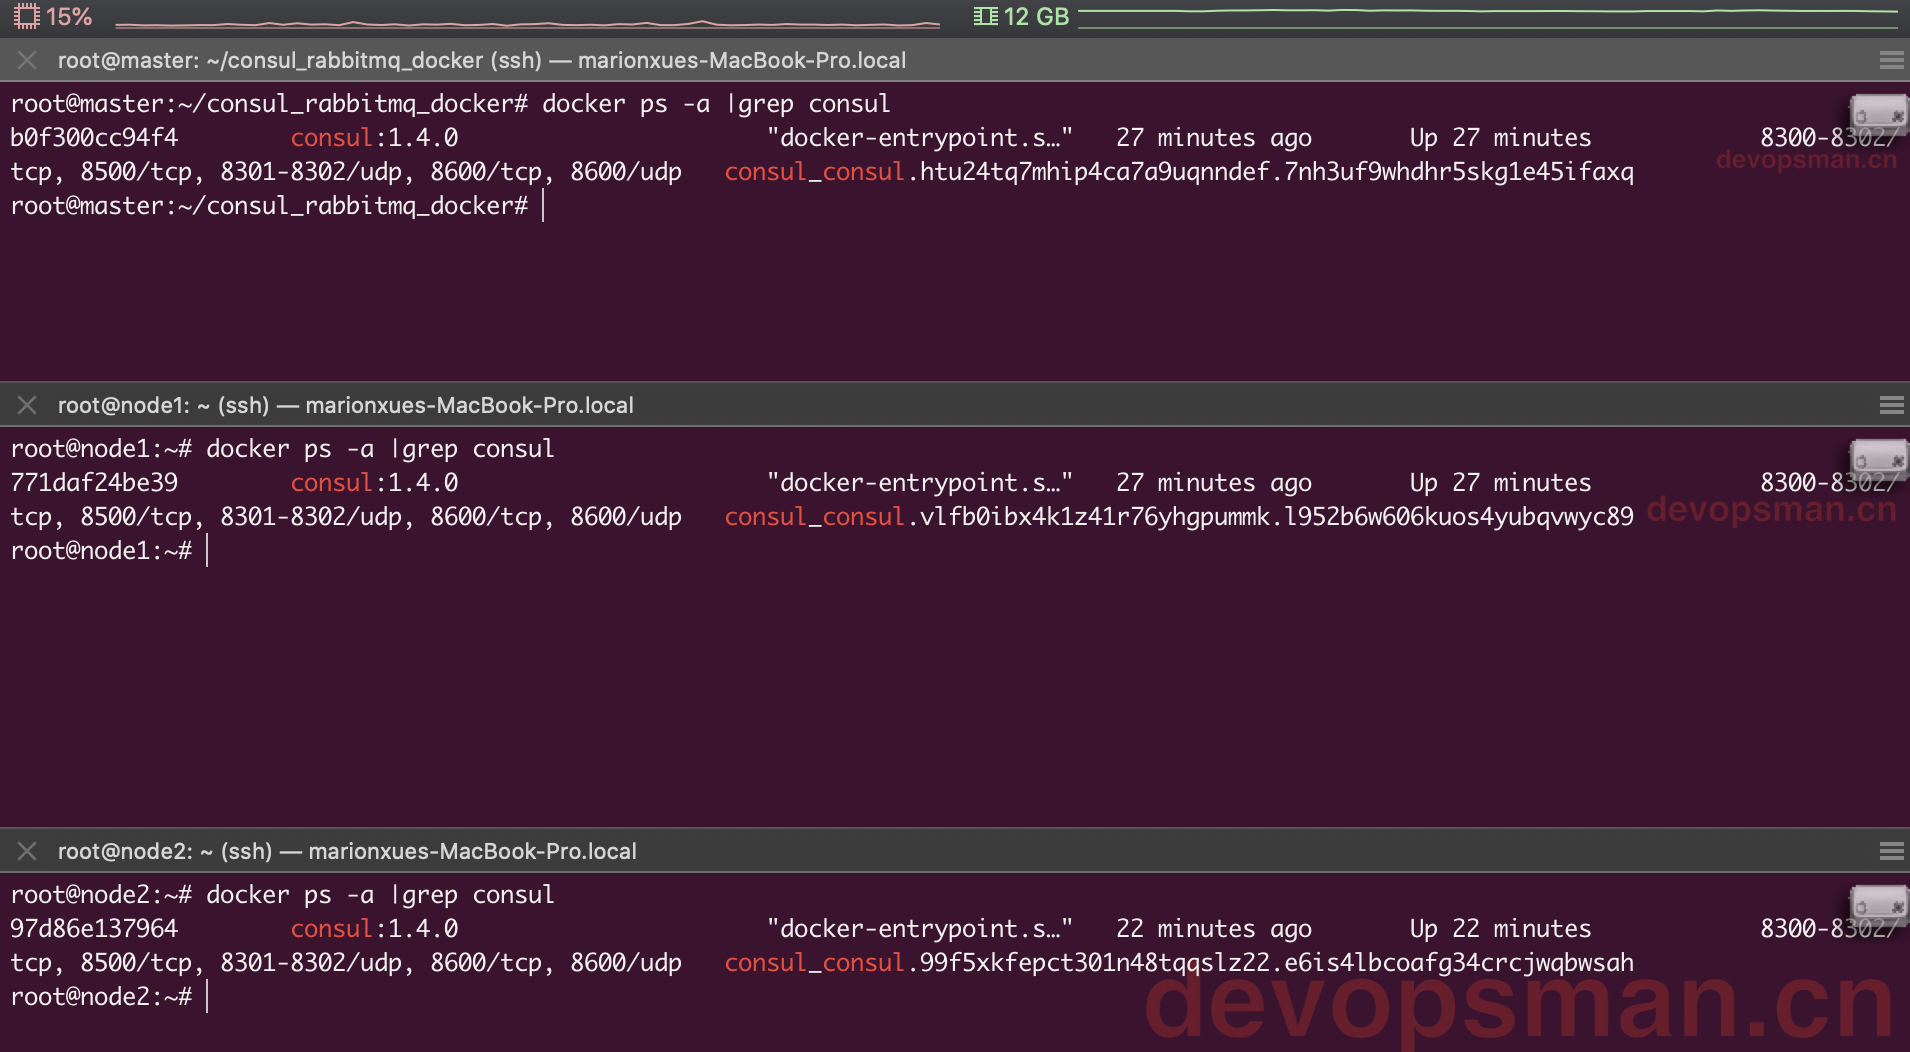 15% 12 GB
root@master: ~/consul_rabbitmq_docker (ssh) — marionxues-MacBook-Pro.local
root@master:~/consul_rabbitmq_docker# docker ps -a |grep consul
b0f300cc94f4 consul:1.4.0 "docker-entrypoint.s…" 27 minutes ago Up 27 minutes 8300-8302/
devopsman.cn
tcp, 8500/tcp, 8301-8302/udp, 8600/tcp, 8600/udp consul_consul.htu24tq7mhip4ca7a9uqnndef.7nh3uf9whdhr5skg1e45ifaxq
root@master:~/consul_rabbitmq_docker#
root@node1: ~ (ssh) — marionxues-MacBook-Pro.local
root@node1:~# docker ps -a |grep consul
771daf24be39 consul:1.4.0 "docker-entrypoint.s…" 27 minutes ago Up 27 minutes 8300-8302/
tcp, 8500/tcp, 8301-8302/udp, 8600/tcp, 8600/udp consul_consul.vlfb0ibx4k1z41r76yhgpummk.l952b6w606kuos4yubqvwyc89
devopsman.cn
root@node1:~#
root@node2: ~ (ssh) — marionxues-MacBook-Pro.local
root@node2:~# docker ps -a |grep consul
97d86e137964 consul:1.4.0 "docker-entrypoint.s…" 22 minutes ago Up 22 minutes 8300-8302/
tcp, 8500/tcp, 8301-8302/udp, 8600/tcp, 8600/udp consul_consul.99f5xkfepct301n48tqqslz22.e6is4lbcoafg34crcjwqbwsah
root@node2:~#
devopsman.cn